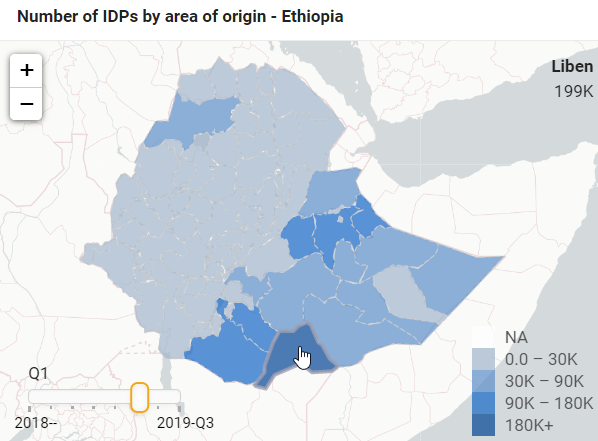 Number of IDPs by area of origin - Ethiopia
+
−
Liben
199K
NA
0.0 – 30K
30K – 90K
90K – 180K
180K+
Q1
2018-- 2019-Q3